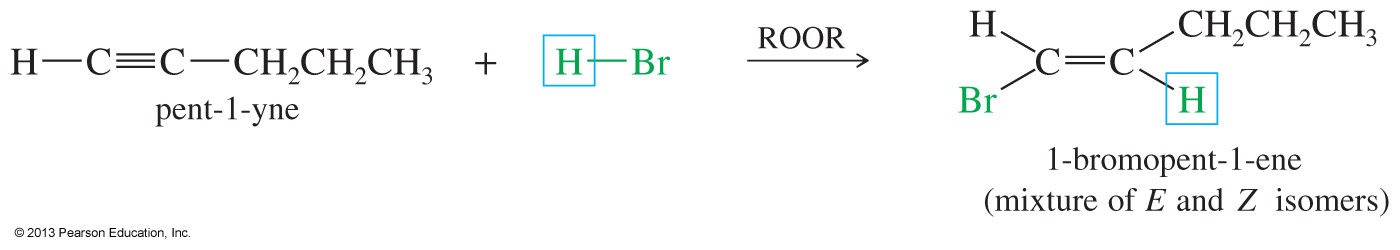 H—C≡C—CH₂CH₂CH₃ + H—Br ROOR
pent-1-yne
H CH₂CH₂CH₃
C=C
Br H
1-bromopent-1-ene
(mixture of E and Z isomers)
© 2013 Pearson Education, Inc.